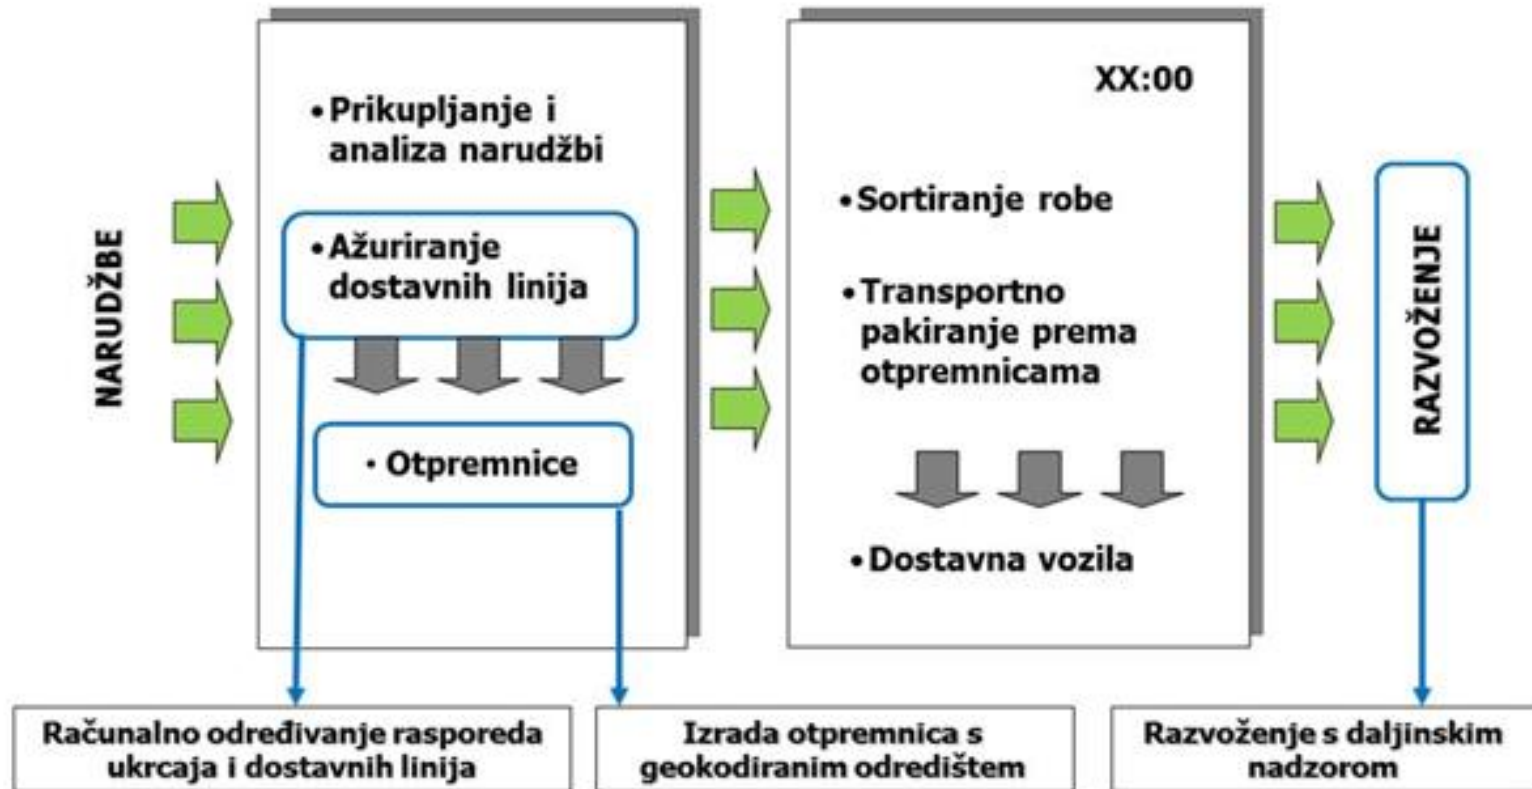 NARUDŽBE
•Prikupljanje i
analiza narudžbi
•Ažuriranje
dostavnih linija
• Otpremnice
XX:00
•Sortiranje robe
•Transportno
pakiranje prema
otpremnicama
•Dostavna vozila
RAZVOŽENJE
Računalno određivanje rasporeda
ukrcaja i dostavnih linija
Izrada otpremnica s
geokodiranim odredištem
Razvoženje s daljinskim
nadzorom